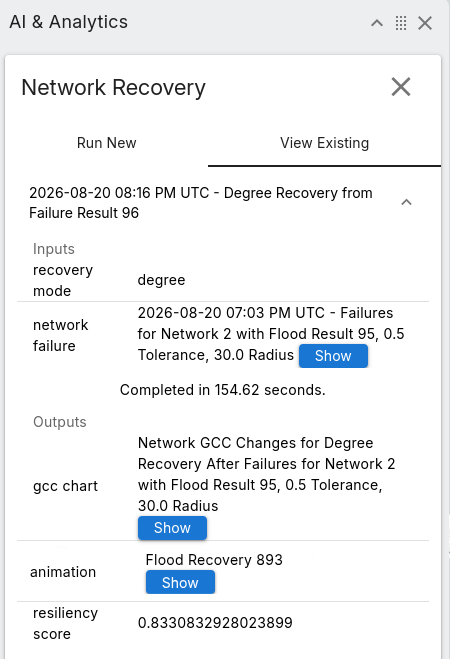 AI & Analytics
Network Recovery
Run New
View Existing
2026-08-20 08:16 PM UTC - Degree Recovery from
Failure Result 96
Inputs
recovery
mode
degree
network
failure
2026-08-20 07:03 PM UTC - Failures
for Network 2 with Flood Result 95, 0.5
Tolerance, 30.0 Radius Show
Completed in 154.62 seconds.
Outputs
gcc chart
Network GCC Changes for Degree
Recovery After Failures for Network 2
with Flood Result 95, 0.5 Tolerance,
30.0 Radius
Show
animation
Flood Recovery 893
Show
resiliency
score
0.8330832928023899